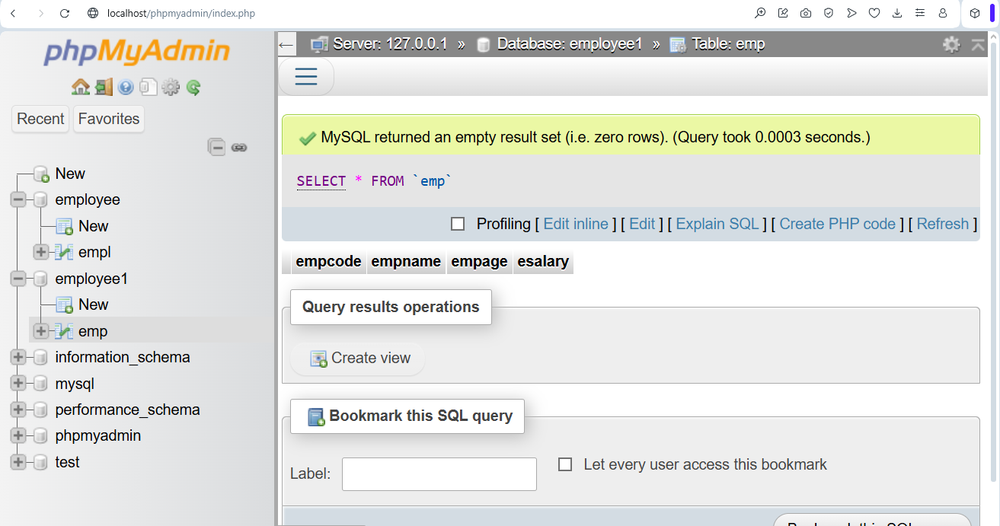 localhost/phpmyadmin/index.php
phpMyAdmin
Recent Favorites
New
employee
New
empl
employee1
New
emp
information_schema
mysql
performance_schema
phpmyadmin
test
Server: 127.0.0.1 » Database: employee1 » Table: emp
MySQL returned an empty result set (i.e. zero rows). (Query took 0.0003 seconds.)
SELECT * FROM `emp`
Profiling [ Edit inline ] [ Edit ] [ Explain SQL ] [ Create PHP code ] [ Refresh ]
empcode empname empage esalary
Query results operations
Create view
Bookmark this SQL query
Label: Let every user access this bookmark